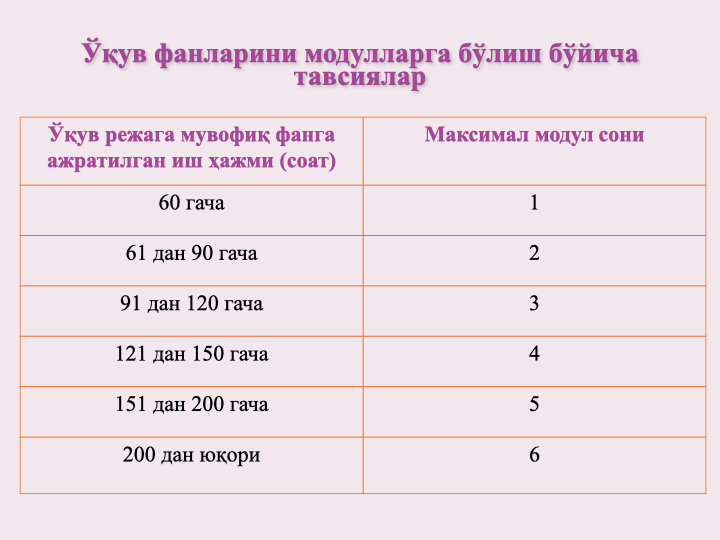 Ўқув фанларини модулларга бўлиш бўйича
тавсиялар
Ўқув режага мувофиқ фанга
ажратилган иш ҳажми (соат)
Максимал модул сони
60 гача
1
61 дан 90 гача
2
91 дан 120 гача
3
121 дан 150 гача
4
151 дан 200 гача
5
200 дан юқори
6